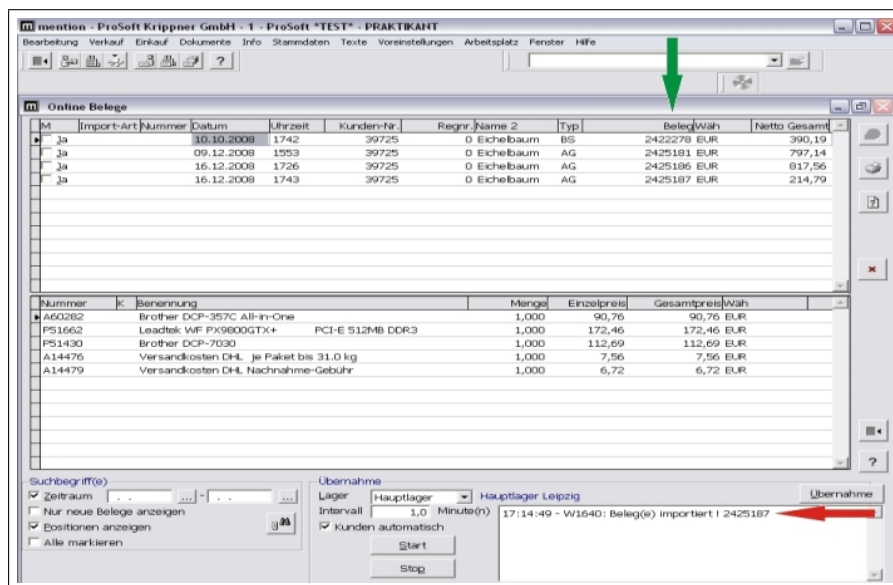 mention - ProSoft Krippner GmbH - 1 - ProSoft *TEST* - PRAKTIKANT
Bearbeitung Verkauf Einkauf Dokumente Info Stammdaten Texte Voreinstellungen Arbeitsplatz Fenster Hilfe
Online Belege
M Import-Art Nummer Datum Uhrzeit Kunden-Nr. Regnr. Name 2 Typ Beleg Wäh Netto Gesamt
Ja 10.10.2008 1742 39725 0 Eichelbaum BS 2422278 EUR 390,19
Ja 09.12.2008 1553 39725 0 Eichelbaum AG 2425181 EUR 797,14
Ja 16.12.2008 1726 39725 0 Eichelbaum AG 2425186 EUR 817,56
Ja 16.12.2008 1743 39725 0 Eichelbaum AG 2425187 EUR 214,79
Nummer K Benennung Menge Einzelpreis Gesamtpreis Wäh
A60282 Brother DCP-357C All-in-One 1,000 90,76 90,76 EUR
P51662 Leadtek WF PX9800GTX+ PCI-E 512MB DDR3 1,000 172,46 172,46 EUR
P51430 Brother DCP-7030 1,000 112,69 112,69 EUR
A14476 Versandkosten DHL je Paket bis 31.0 kg 1,000 7,56 7,56 EUR
A14479 Versandkosten DHL Nachnahme-Gebühr 1,000 6,72 6,72 EUR
Suchbegriff(e)
Zeitraum . . ... - . . ...
Nur neue Belege anzeigen
Positionen anzeigen
Alle markieren
Übernahme
Lager Hauptlager Hauptlager Leipzig
Übernahme
Intervall 1,0 Minute(n)
17:14:49 - W1640: Beleg(e) importiert ! 2425187
Kunden automatisch
Start
Stop